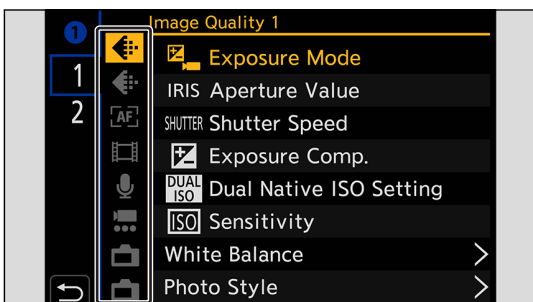 Image Quality 1
1
1
2
AF
Exposure Mode
IRIS Aperture Value
SHUTTER Shutter Speed
Exposure Comp.
DUAL ISO Dual Native ISO Setting
ISO Sensitivity
White Balance
Photo Style